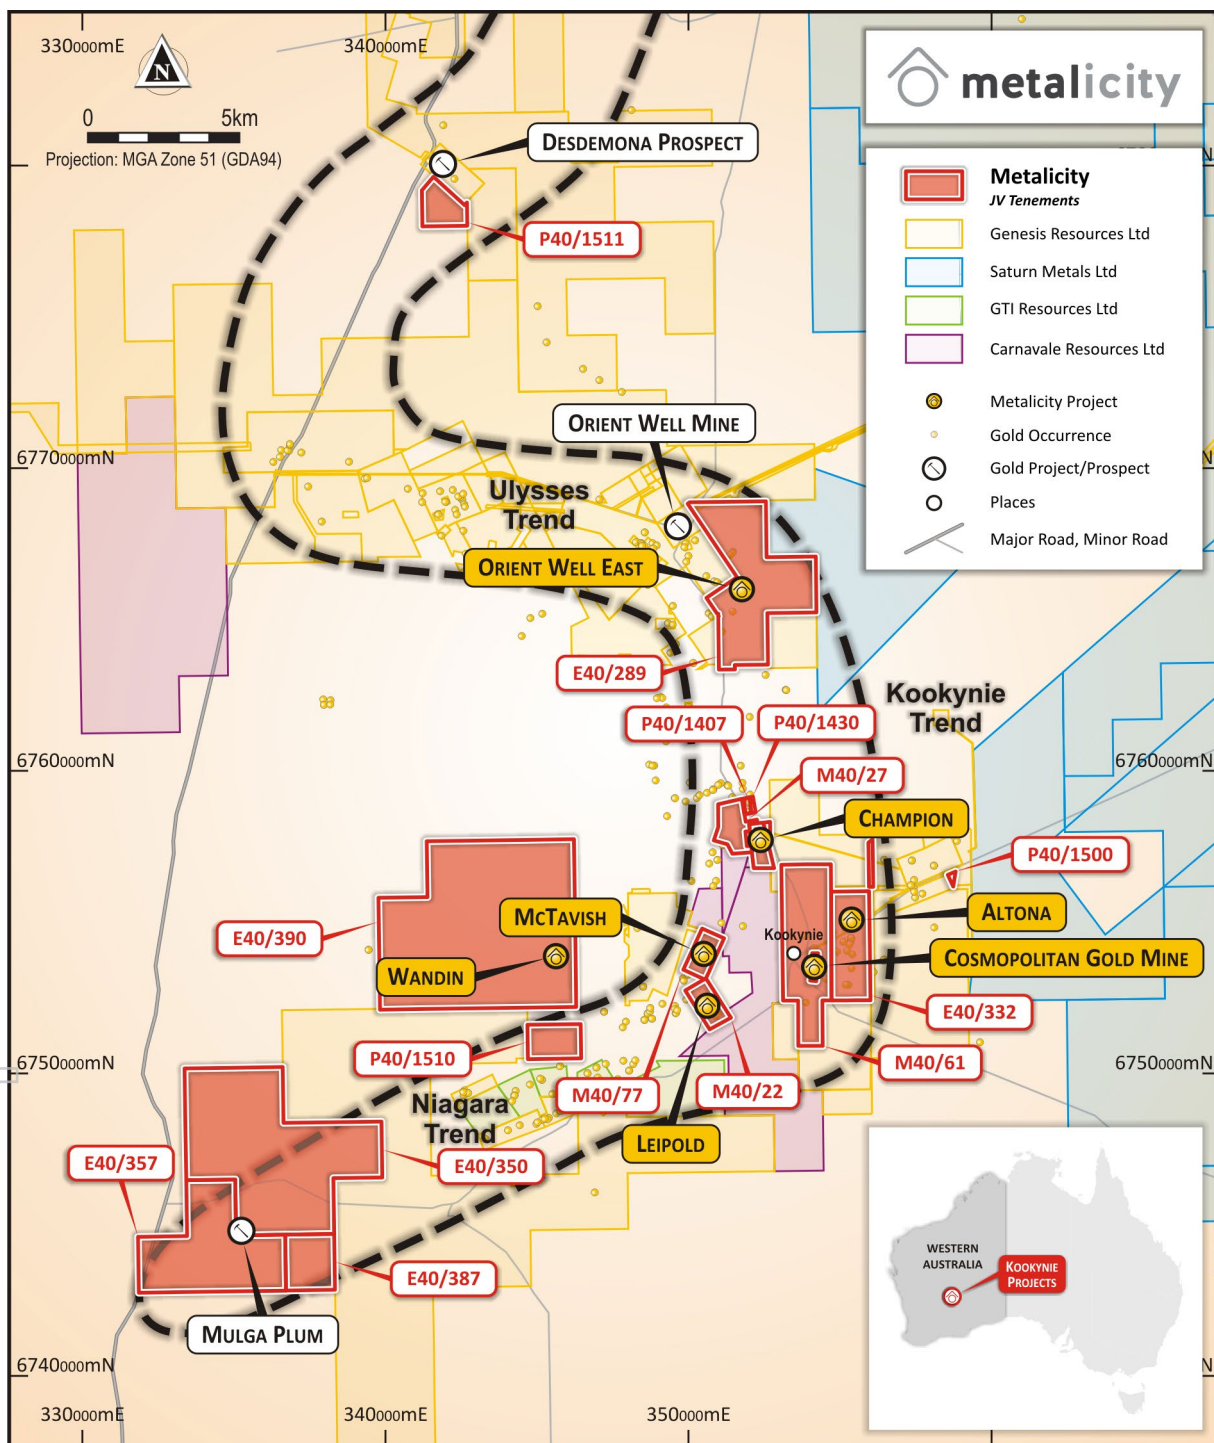 330000mE
340000mE
N
0
5km
Projection: MGA Zone 51 (GDA94)
metalicity
Metalicity
JV Tenements
Genesis Resources Ltd
Saturn Metals Ltd
GTI Resources Ltd
Carnavale Resources Ltd
Metalicity Project
Gold Occurrence
Gold Project/Prospect
Places
Major Road, Minor Road
DESDEMONA PROSPECT
P40/1511
ORIENT WELL MINE
6770000mN
N
Ulysses
Trend
ORIENT WELL EAST
E40/289
Kookynie
Trend
P40/1407
P40/1430
M40/27
6760000mN
6760000mN
CHAMPION
P40/1500
MCTAVISH
ALTONA
E40/390
Kookynie
WANDIN
COSMOPOLITAN GOLD MINE
E40/332
P40/1510
M40/61
6750000mN
6750000mN
M40/77
M40/22
Niagara
Trend
LEIPOLD
E40/357
E40/350
E40/387
MULGA PLUM
WESTERN
AUSTRALIA
KOOKYNIE
PROJECTS
6740000mN
N
330000mE
340000mE
350000mE